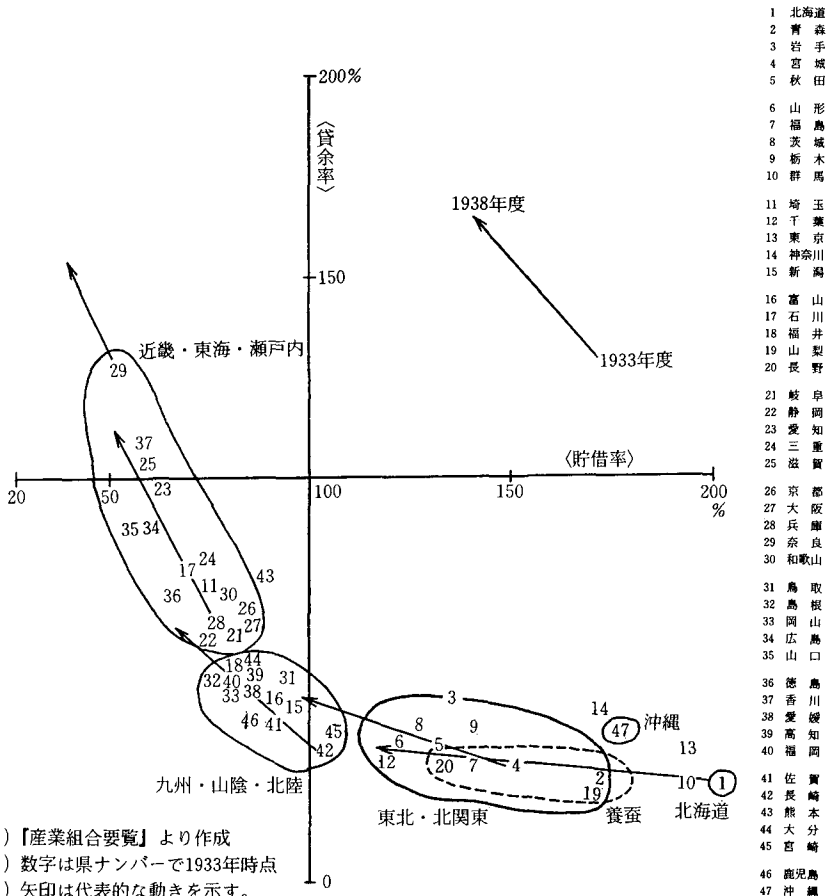 200%
〈貸余率〉
1938年度
150
1933年度
近畿・東海・瀬戸内
29
37
25
〈貯借率〉
23
20
50
100
150
200
%
35 34
24
17
43
11
30
36
26
28
27
22
21
44
18
39
31
32
40
38
33
16
15
3
14
46
41
8
9
47
沖縄
45
5
42
6
13
12
20
7
4
2
10
1
19
九州・山陰・北陸
東北・北関東
養蚕
北海道
0
)『産業組合要覧』より作成
)数字は県ナンバーで1933年時点
)矢印は代表的な動きを示す。
1 北海道
2 青森
3 岩手
4 宮城
5 秋田
6 山形
7 福島
8 茨城
9 栃木
10 群馬
11 埼玉
12 千葉
13 東京
14 神奈川
15 新潟
16 富山
17 石川
18 福井
19 山梨
20 長野
21 岐阜
22 静岡
23 愛知
24 三重
25 滋賀
26 京都
27 大阪
28 兵庫
29 奈良
30 和歌山
31 鳥取
32 島根
33 岡山
34 広島
35 山口
36 徳島
37 香川
38 愛媛
39 高知
40 福岡
41 佐賀
42 長崎
43 熊本
44 大分
45 宮崎
46 鹿児島
47 沖縄